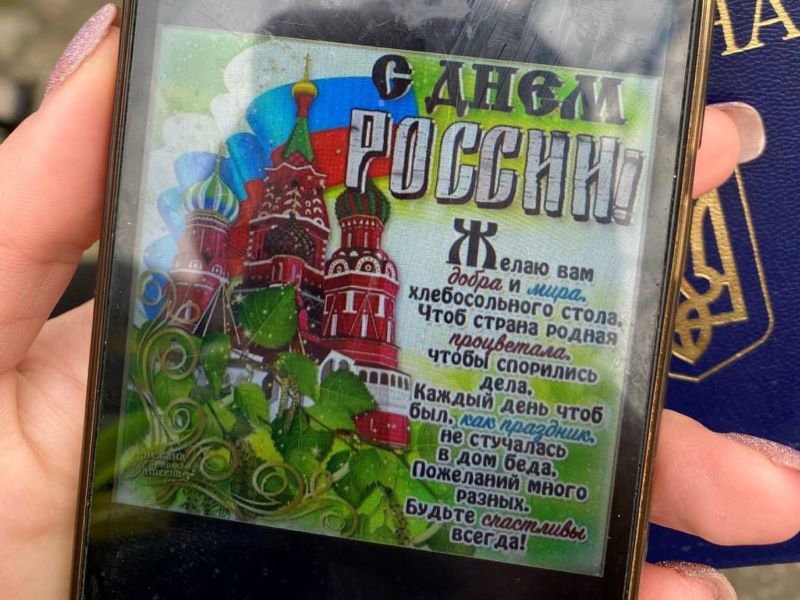 С ДНЕМ
РОССИИ!
Желаю вам
добра и мира,
хлебосольного стола,
Чтоб страна родная
процветала,
чтобы спорились
дела,
Каждый день чтоб
был, как праздник,
не стучалась
в дом беда,
Пожеланий много
разных.
Будьте счастливы
всегда!